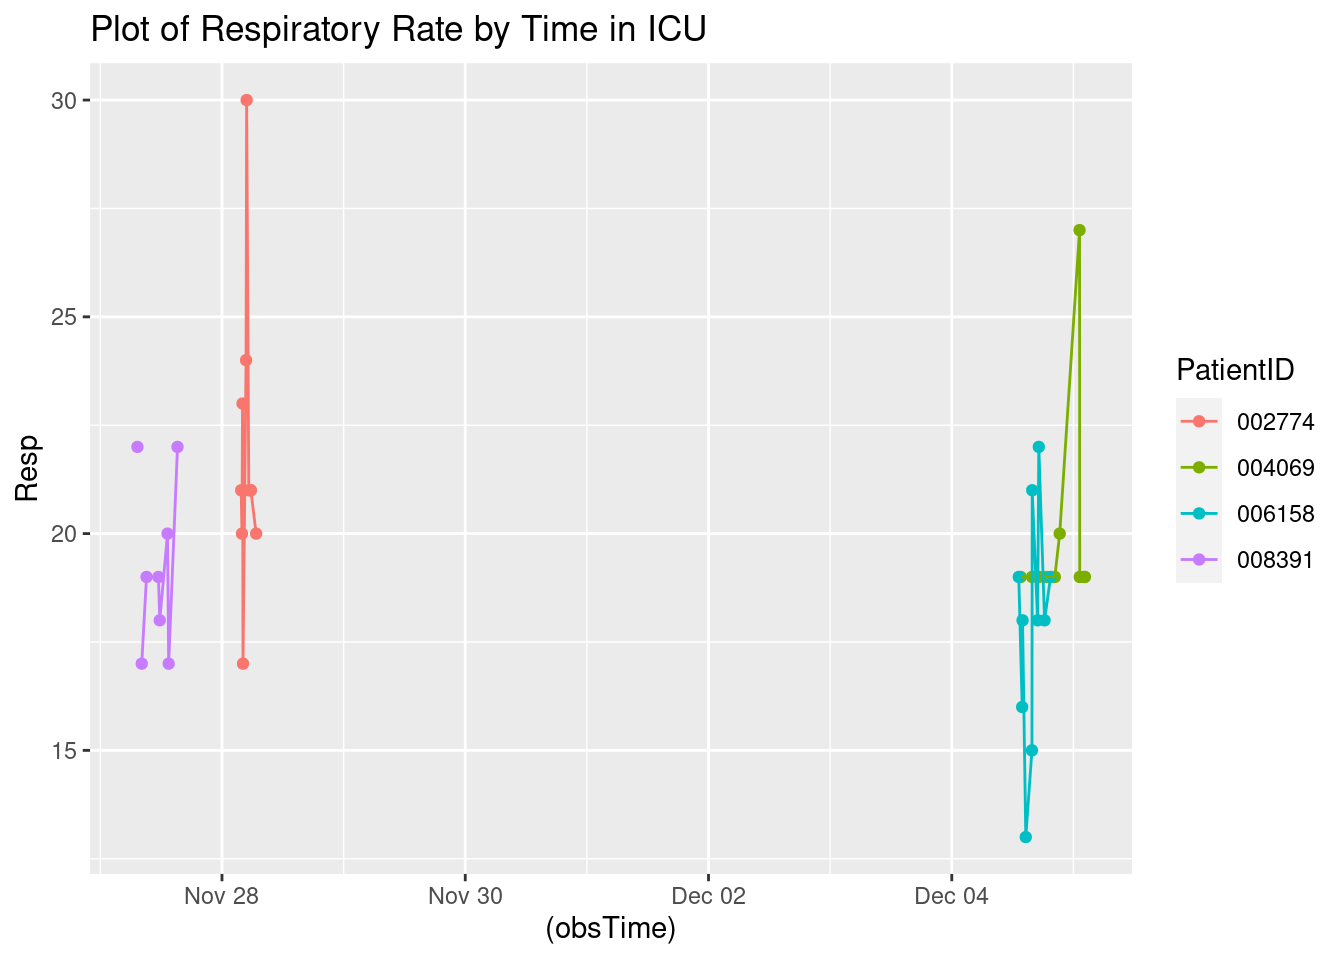 Plot of Respiratory Rate by Time in ICU
30
25
20
15
Resp
Nov 28
Nov 30
Dec 02
Dec 04
(obsTime)
PatientID
002774
004069
006158
008391